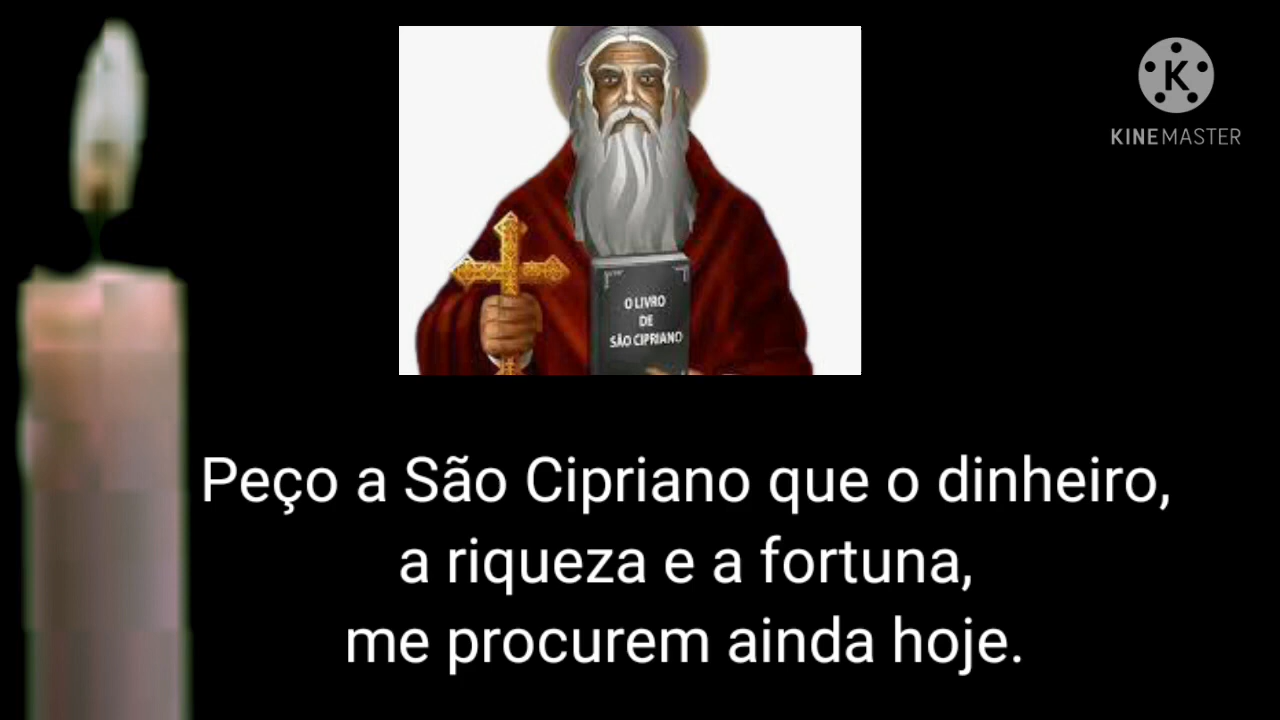 KINEMASTER
O LIVRO
DE
SÃO CIPRIANO
Peço a São Cipriano que o dinheiro,
a riqueza e a fortuna,
me procurem ainda hoje.